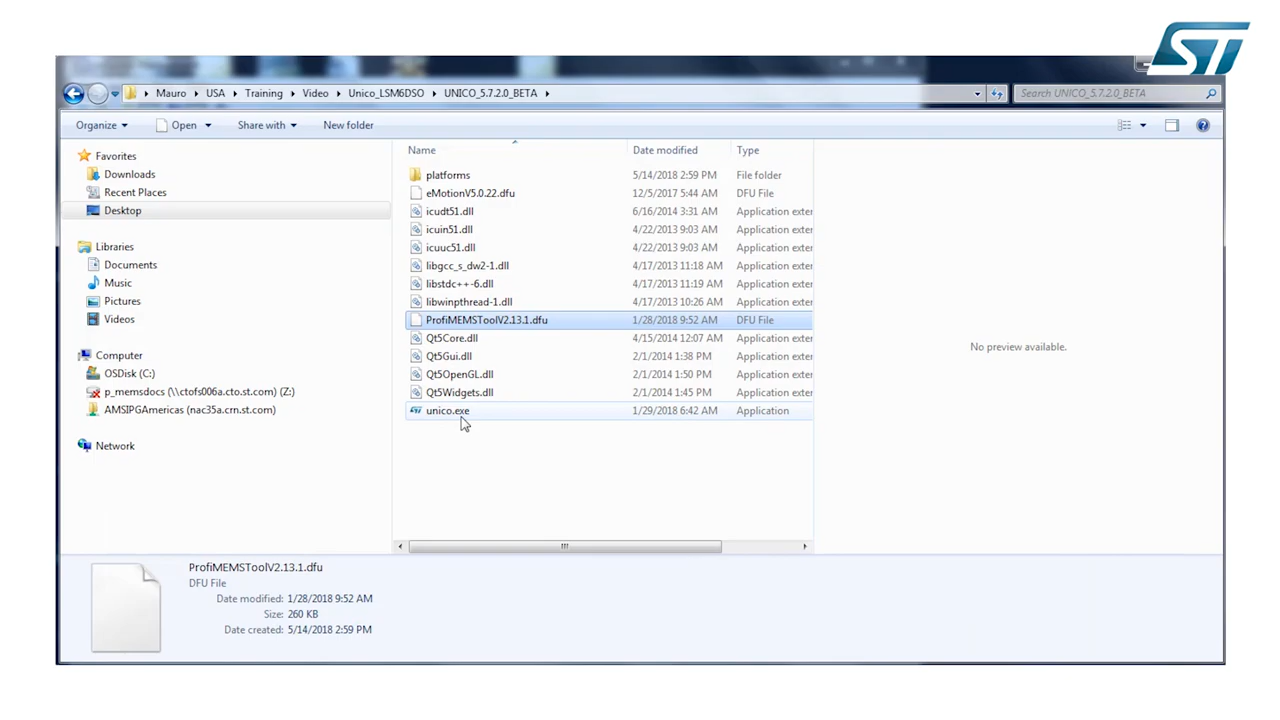 ST
Mauro USA Training Video Unico_LSM6DSO UNICO_5.7.2.0_BETA Search UNICO_5.7.2.0_BETA
Organize Open Share with New folder
Favorites
Downloads
Recent Places
Desktop
Libraries
Documents
Music
Pictures
Videos
Computer
OSDisk (C:)
p_memsdocs (\\ctofs006a.cto.st.com) (Z:)
AMSIPGAmericas (nac35a.crn.st.com)
Network
Name Date modified Type
platforms 5/14/2018 2:59 PM File folder
eMotionV5.0.22.dfu 12/5/2017 5:44 AM DFU File
icudt51.dll 6/16/2014 3:31 AM Application exter
icuin51.dll 4/22/2013 9:03 AM Application exter
icuuc51.dll 4/22/2013 9:03 AM Application exter
libgcc_s_dw2-1.dll 4/17/2013 11:18 AM Application exter
libstdc++-6.dll 4/17/2013 11:19 AM Application exter
libwinpthread-1.dll 4/17/2013 10:26 AM Application exter
ProfiMEMSToolV2.13.1.dfu 1/28/2018 9:52 AM DFU File
Qt5Core.dll 4/15/2014 12:07 AM Application exter
Qt5Gui.dll 2/1/2014 1:38 PM Application exter
Qt5OpenGL.dll 2/1/2014 1:50 PM Application exter
Qt5Widgets.dll 2/1/2014 1:45 PM Application exter
unico.exe 1/29/2018 6:42 AM Application
No preview available.
ProfiMEMSToolV2.13.1.dfu
DFU File
Date modified: 1/28/2018 9:52 AM
Size: 260 KB
Date created: 5/14/2018 2:59 PM